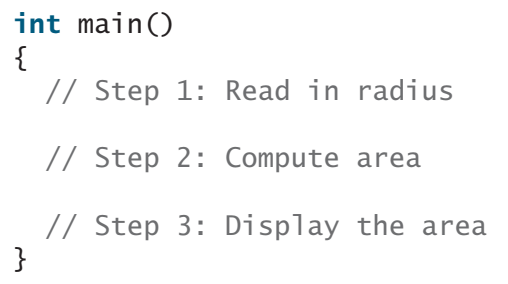 int main()
{
// Step 1: Read in radius
// Step 2: Compute area
// Step 3: Display the area
}